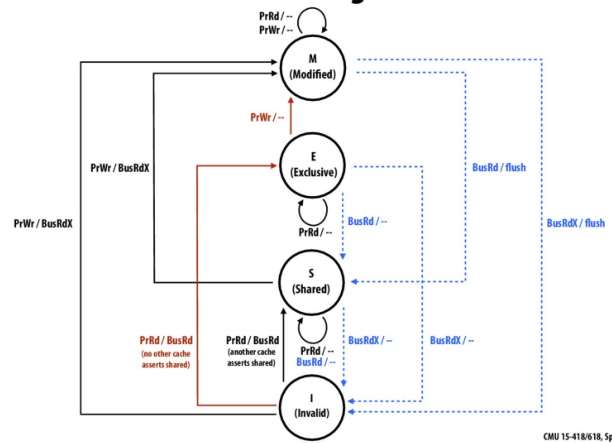 PrRd / --
PrWr / --
M
(Modified)
PrWr / --
E
(Exclusive)
PrWr / BusRdX
BusRd / flush
PrWr / BusRdX
PrRd / --
BusRd / --
BusRdX / flush
S
(Shared)
PrRd / BusRd
(no other cache
asserts shared)
PrRd / BusRd
(another cache
asserts shared)
PrRd / --
BusRd / --
BusRdX / --
BusRdX / --
I
(Invalid)
CMU 15-418/618, Sp